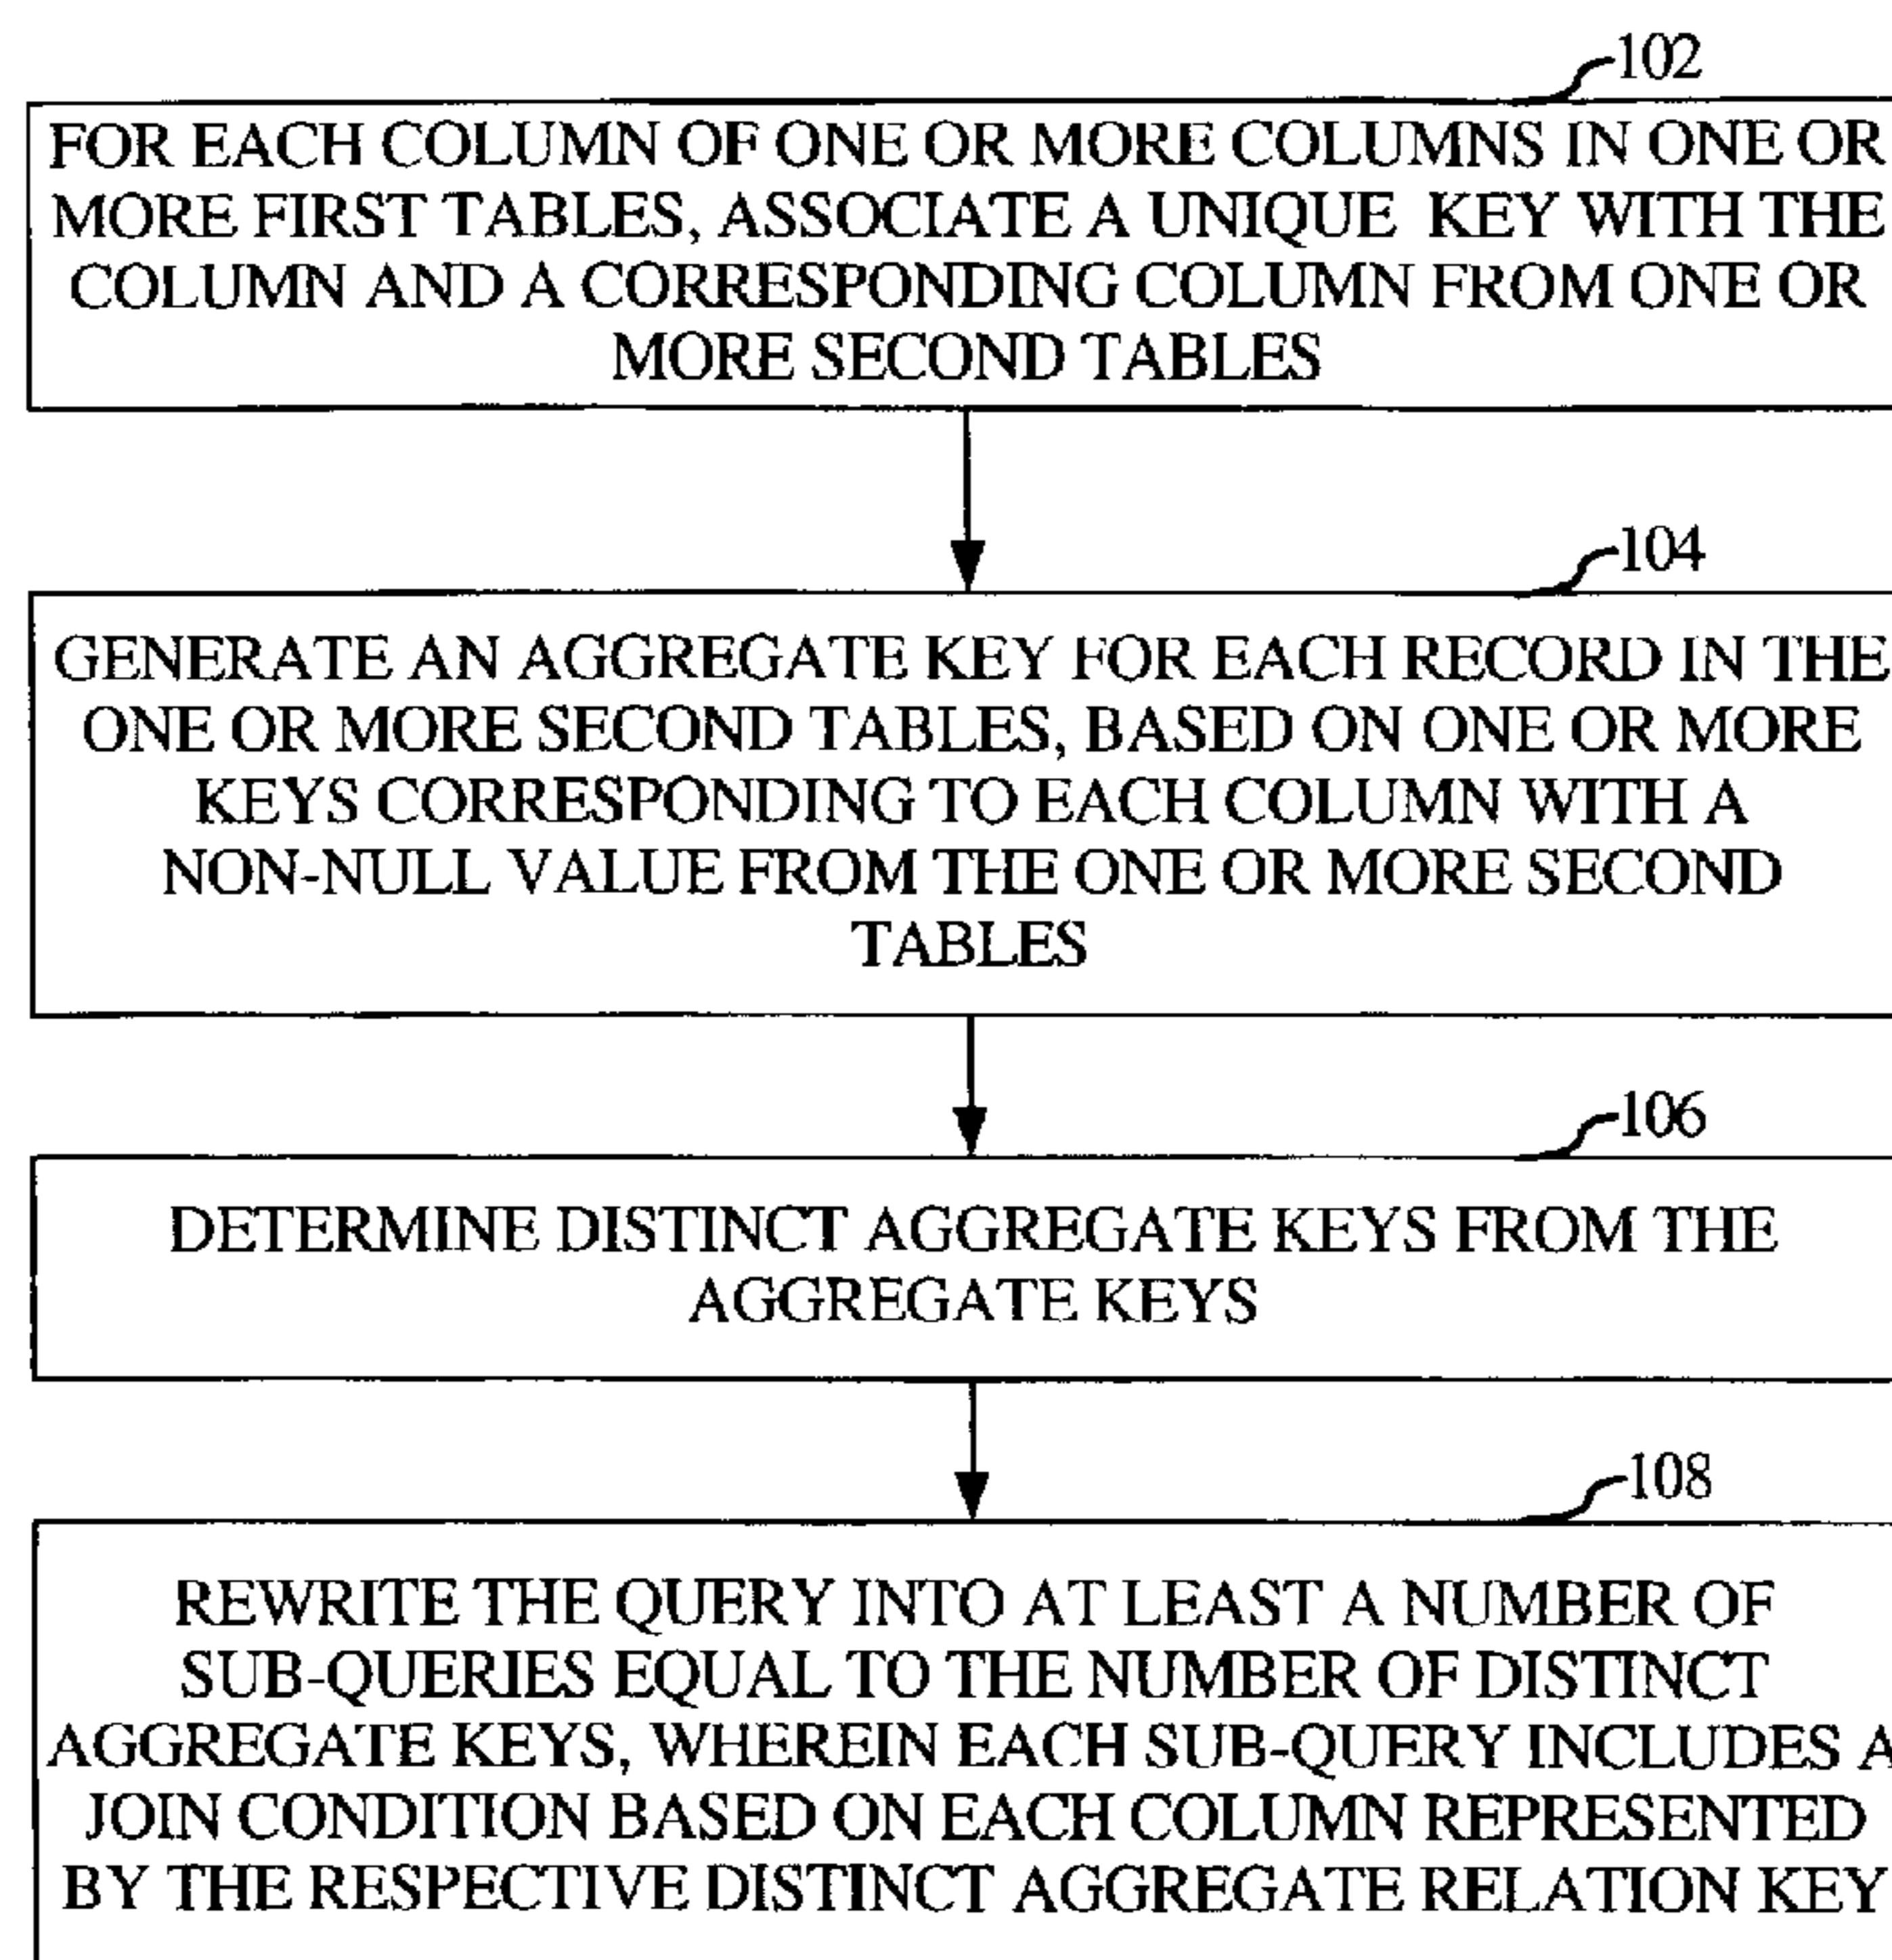 102
FOR EACH COLUMN OF ONE OR MORE COLUMNS IN ONE OR
MORE FIRST TABLES, ASSOCIATE A UNIQUE KEY WITH THE
COLUMN AND A CORRESPONDING COLUMN FROM ONE OR
MORE SECOND TABLES
104
GENERATE AN AGGREGATE KEY FOR EACH RECORD IN THE
ONE OR MORE SECOND TABLES, BASED ON ONE OR MORE
KEYS CORRESPONDING TO EACH COLUMN WITH A
NON-NULL VALUE FROM THE ONE OR MORE SECOND
TABLES
106
DETERMINE DISTINCT AGGREGATE KEYS FROM THE
AGGREGATE KEYS
108
REWRITE THE QUERY INTO AT LEAST A NUMBER OF
SUB-QUERIES EQUAL TO THE NUMBER OF DISTINCT
AGGREGATE KEYS, WHEREIN EACH SUB-QUERY INCLUDES A
JOIN CONDITION BASED ON EACH COLUMN REPRESENTED
BY THE RESPECTIVE DISTINCT AGGREGATE RELATION KEY